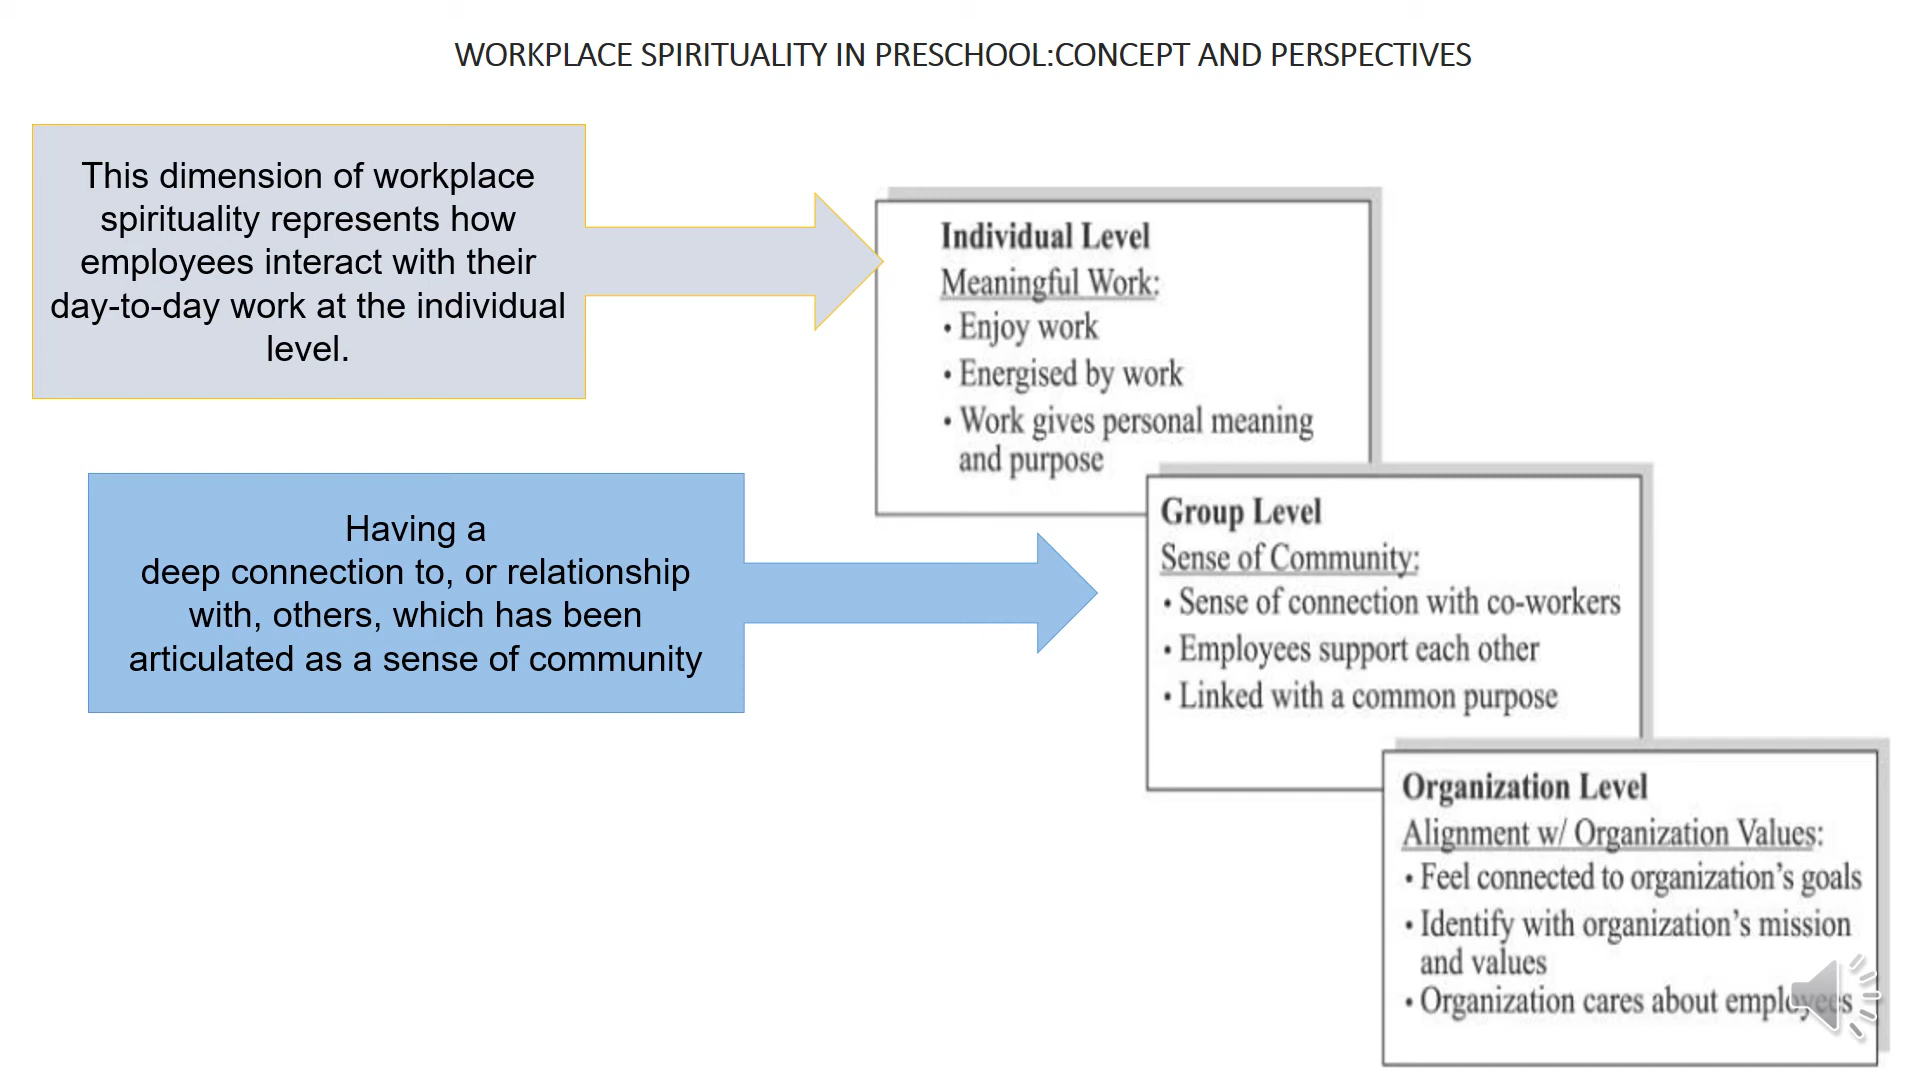 WORKPLACE SPIRITUALITY IN PRESCHOOL:CONCEPT AND PERSPECTIVES
This dimension of workplace
spirituality represents how
employees interact with their
day-to-day work at the individual
level.
Individual Level
Meaningful Work:
• Enjoy work
• Energised by work
• Work gives personal meaning
and purpose
Having a
deep connection to, or relationship
with, others, which has been
articulated as a sense of community
Group Level
Sense of Community:
• Sense of connection with co-workers
• Employees support each other
• Linked with a common purpose
Organization Level
Alignment w/ Organization Values:
• Feel connected to organization’s goals
• Identify with organization’s mission
and values
• Organization cares about employees